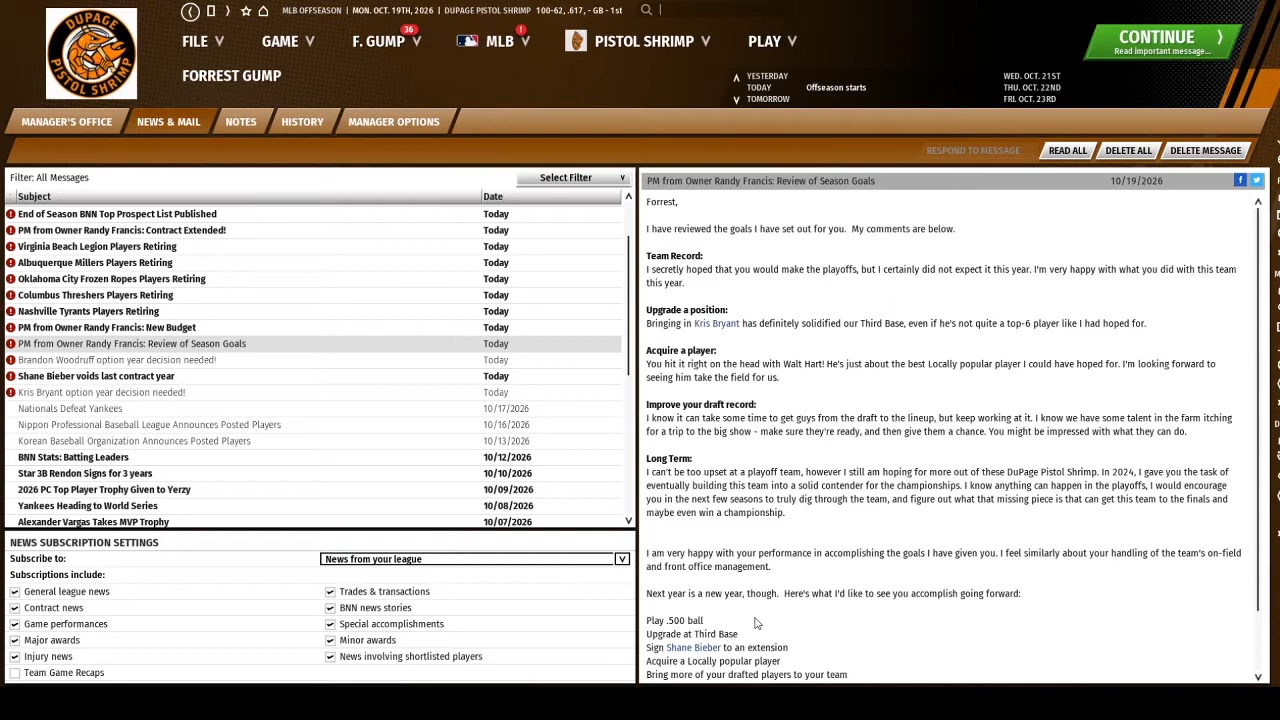 DUPAGE
PISTOL SHRIMP
MLB OFFSEASON | MON. OCT. 19TH, 2026 | DUPAGE PISTOL SHRIMP 100-62, .617, - GB - 1st
FILE GAME F. GUMP 36 MLB ! PISTOL SHRIMP PLAY
CONTINUE
Read important message...
FORREST GUMP
YESTERDAY
TODAY Offseason starts
TOMORROW
WED. OCT. 21ST
THU. OCT. 22ND
FRI. OCT. 23RD
MANAGER'S OFFICE NEWS & MAIL NOTES HISTORY MANAGER OPTIONS
RESPOND TO MESSAGE READ ALL DELETE ALL DELETE MESSAGE
Filter: All Messages Select Filter
Subject Date
End of Season BNN Top Prospect List Published Today
PM from Owner Randy Francis: Contract Extended! Today
Virginia Beach Legion Players Retiring Today
Albuquerque Millers Players Retiring Today
Oklahoma City Frozen Ropes Players Retiring Today
Columbus Threshers Players Retiring Today
Nashville Tyrants Players Retiring Today
PM from Owner Randy Francis: New Budget Today
PM from Owner Randy Francis: Review of Season Goals Today
Brandon Woodruff option year decision needed! Today
Shane Bieber voids last contract year Today
Kris Bryant option year decision needed! Today
Nationals Defeat Yankees 10/17/2026
Nippon Professional Baseball League Announces Posted Players 10/16/2026
Korean Baseball Organization Announces Posted Players 10/13/2026
BNN Stats: Batting Leaders 10/12/2026
Star 3B Rendon Signs for 3 years 10/10/2026
2026 PC Top Player Trophy Given to Yerzy 10/09/2026
Yankees Heading to World Series 10/08/2026
Alexander Vargas Takes MVP Trophy 10/07/2026
NEWS SUBSCRIPTION SETTINGS
Subscribe to: News from your league
Subscriptions include:
General league news Trades & transactions
Contract news BNN news stories
Game performances Special accomplishments
Major awards Minor awards
Injury news News involving shortlisted players
Team Game Recaps
PM from Owner Randy Francis: Review of Season Goals 10/19/2026
Forrest,
I have reviewed the goals I have set out for you. My comments are below.
Team Record:
I secretly hoped that you would make the playoffs, but I certainly did not expect it this year. I'm very happy with what you did with this team
this year.
Upgrade a position:
Bringing in Kris Bryant has definitely solidified our Third Base, even if he's not quite a top-6 player like I had hoped for.
Acquire a player:
You hit it right on the head with Walt Hart! He's just about the best Locally popular player I could have hoped for. I'm looking forward to
seeing him take the field for us.
Improve your draft record:
I know it can take some time to get guys from the draft to the lineup, but keep working at it. I know we have some talent in the farm itching
for a trip to the big show - make sure they're ready, and then give them a chance. You might be impressed with what they can do.
Long Term:
I can't be too upset at a playoff team, however I still am hoping for more out of these DuPage Pistol Shrimp. In 2024, I gave you the task of
eventually building this team into a solid contender for the championships. I know anything can happen in the playoffs, I would encourage
you in the next few seasons to truly dig through the team, and figure out what that missing piece is that can get this team to the finals and
maybe even win a championship.
I am very happy with your performance in accomplishing the goals I have given you. I feel similarly about your handling of the team's on-field
and front office management.
Next year is a new year, though. Here's what I'd like to see you accomplish going forward:
Play .500 ball
Upgrade at Third Base
Sign Shane Bieber to an extension
Acquire a Locally popular player
Bring more of your drafted players to your team